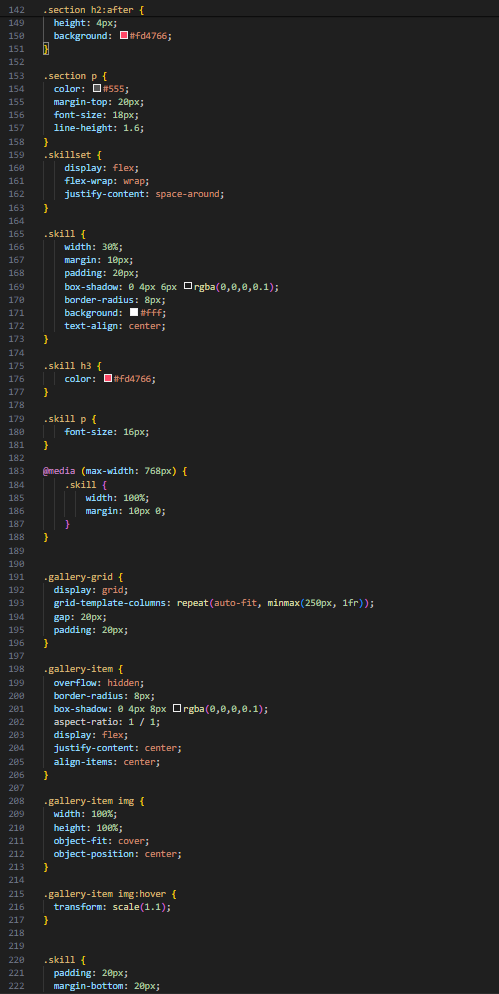 142 .section h2:after {
149 height: 4px;
150 background: #fd4766;
151 }
152
153 .section p {
154 color: #555;
155 margin-top: 20px;
156 font-size: 18px;
157 line-height: 1.6;
158 }
159 .skillset {
160 display: flex;
161 flex-wrap: wrap;
162 justify-content: space-around;
163 }
164
165 .skill {
166 width: 30%;
167 margin: 10px;
168 padding: 20px;
169 box-shadow: 0 4px 6px rgba(0,0,0,0.1);
170 border-radius: 8px;
171 background: #fff;
172 text-align: center;
173 }
174
175 .skill h3 {
176 color: #fd4766;
177 }
178
179 .skill p {
180 font-size: 16px;
181 }
182
183 @media (max-width: 768px) {
184 .skill {
185 width: 100%;
186 margin: 10px 0;
187 }
188 }
189
190
191 .gallery-grid {
192 display: grid;
193 grid-template-columns: repeat(auto-fit, minmax(250px, 1fr));
194 gap: 20px;
195 padding: 20px;
196 }
197
198 .gallery-item {
199 overflow: hidden;
200 border-radius: 8px;
201 box-shadow: 0 4px 8px rgba(0,0,0,0.1);
202 aspect-ratio: 1 / 1;
203 display: flex;
204 justify-content: center;
205 align-items: center;
206 }
207
208 .gallery-item img {
209 width: 100%;
210 height: 100%;
211 object-fit: cover;
212 object-position: center;
213 }
214
215 .gallery-item img:hover {
216 transform: scale(1.1);
217 }
218
219
220 .skill {
221 padding: 20px;
222 margin-bottom: 20px;